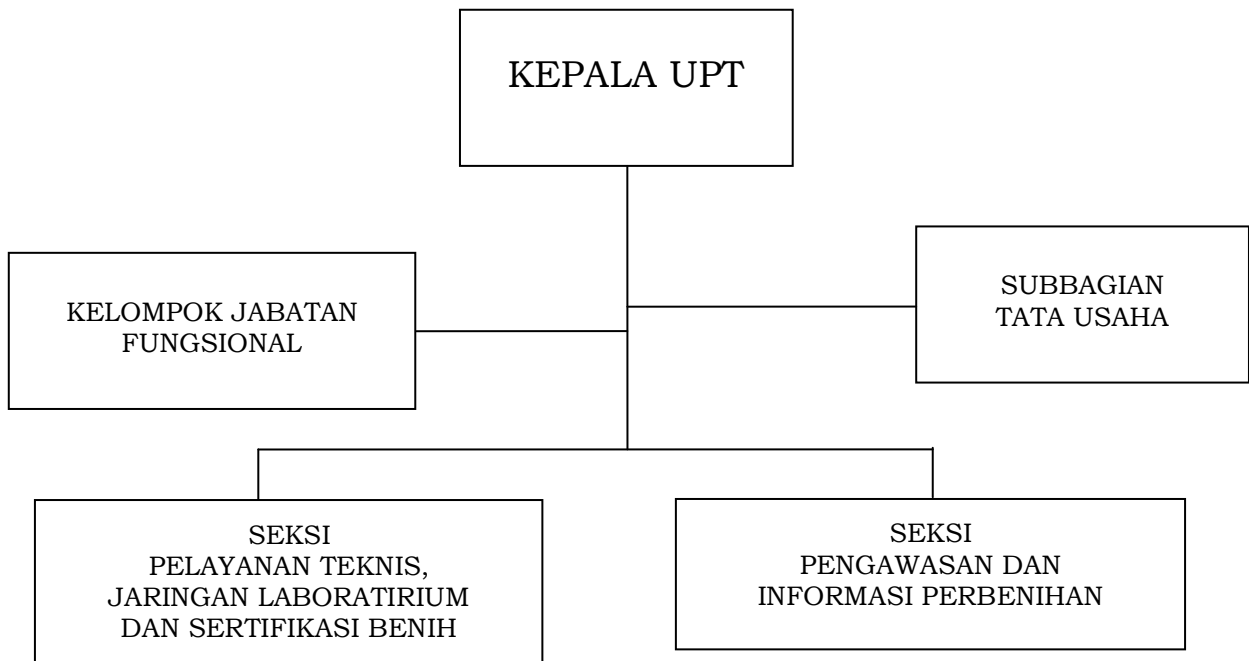 KEPALA UPT
KELOMPOK JABATAN
FUNGSIONAL
SUBBAGIAN
TATA USAHA
SEKSI
PELAYANAN TEKNIS,
JARINGAN LABORATIRIUM
DAN SERTIFIKASI BENIH
SEKSI
PENGAWASAN DAN
INFORMASI PERBENIHAN